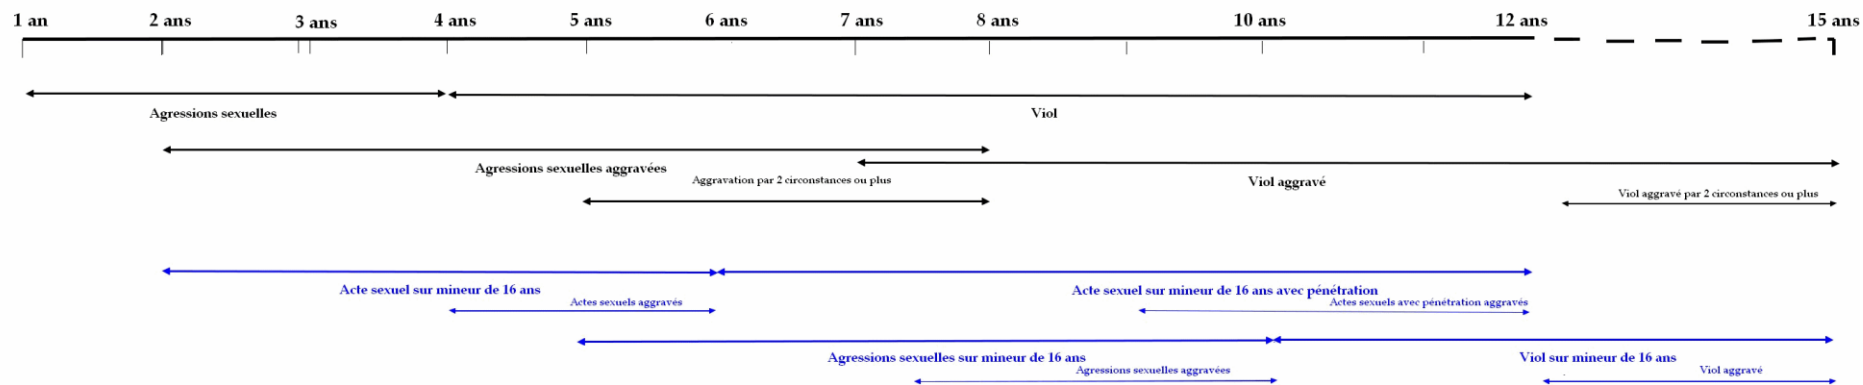 1 an 2 ans 3 ans 4 ans 5 ans 6 ans 7 ans 8 ans 10 ans 12 ans 15 ans
Agressions sexuelles
Viol
Agressions sexuelles aggravées
Aggravation par 2 circonstances ou plus
Viol aggravé
Viol aggravé par 2 circonstances ou plus
Acte sexuel sur mineur de 16 ans
Acte sexuel sur mineur de 16 ans avec pénétration
Actes sexuels aggravés
Actes sexuels avec pénétration aggravés
Agressions sexuelles sur mineur de 16 ans
Viol sur mineur de 16 ans
Agressions sexuelles aggravées
Viol aggravé